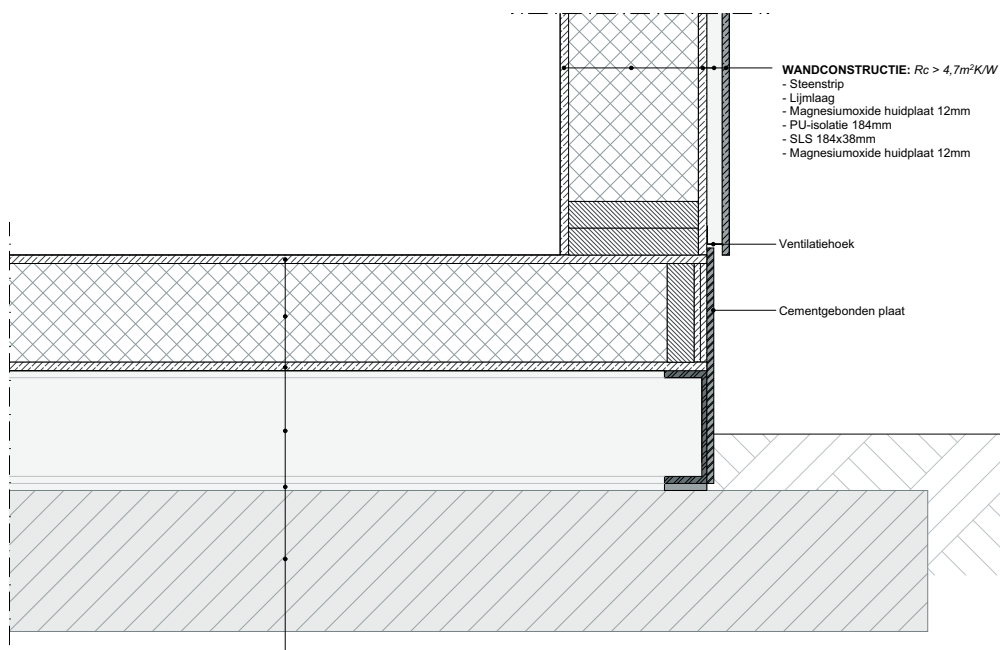 WANDCONSTRUCTIE: Rc > 4,7m²K/W
- Steenstrip
- Lijmlaag
- Magnesiumoxide huidplaat 12mm
- PU-isolatie 184mm
- SLS 184x38mm
- Magnesiumoxide huidplaat 12mm
Ventilatiehoek
Cementgebonden plaat